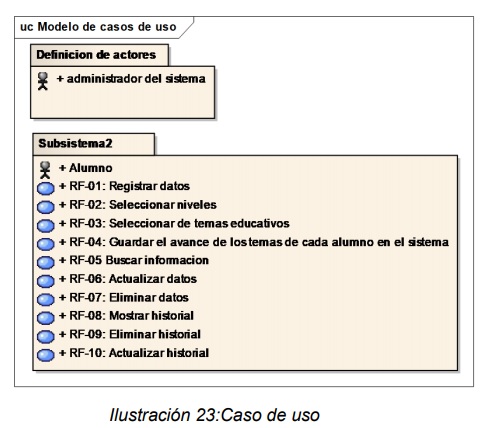 uc Modelo de casos de uso
Definicion de actores
+ administrador del sistema
Subsistema2
+ Alumno
+ RF-01: Registrar datos
+ RF-02: Seleccionar niveles
+ RF-03: Seleccionar de temas educativos
+ RF-04: Guardar el avance de los temas de cada alumno en el sistema
+ RF-05 Buscar informacion
+ RF-06: Actualizar datos
+ RF-07: Eliminar datos
+ RF-08: Mostrar historial
+ RF-09: Eliminar historial
+ RF-10: Actualizar historial
Ilustración 23:Caso de uso